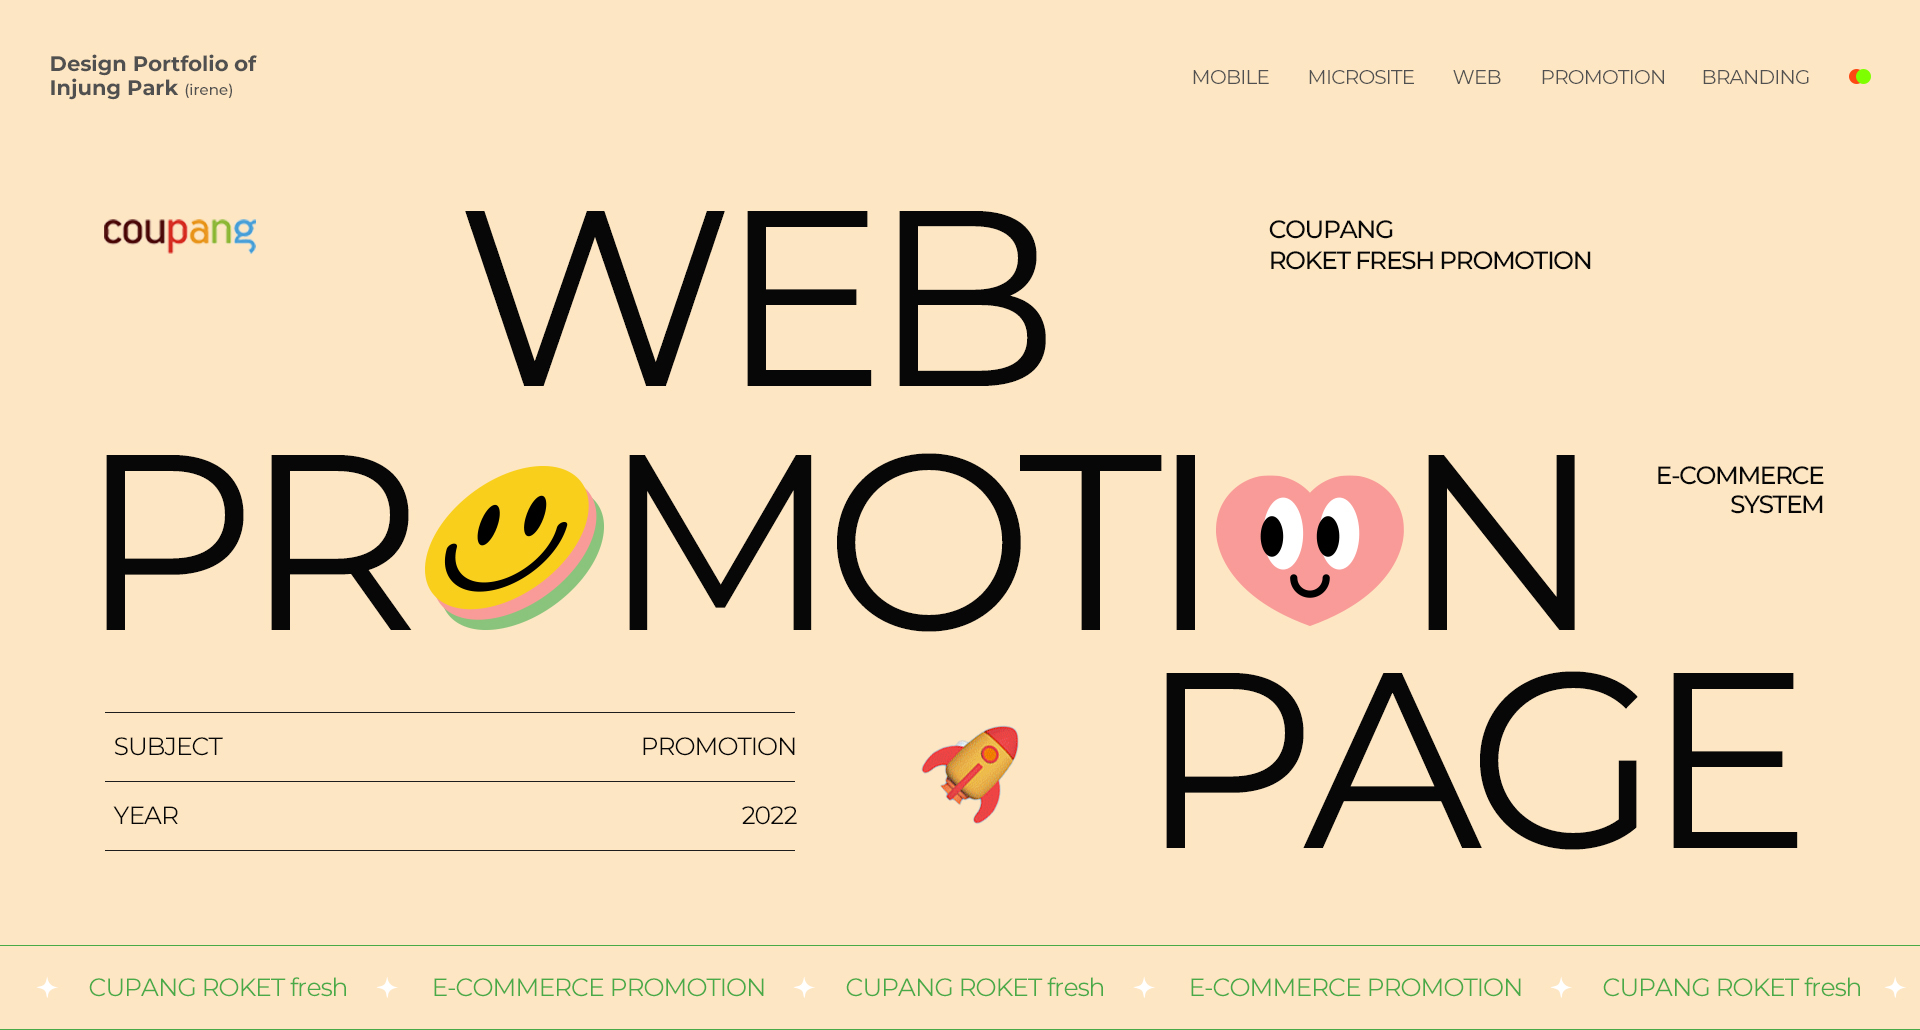 Design Portfolio of
Injung Park (irene)
MOBILE MICROSITE WEB PROMOTION BRANDING
coupang
WEB
COUPANG
ROKET FRESH PROMOTION
PROMOTION
E-COMMERCE
SYSTEM
PAGE
SUBJECT PROMOTION
YEAR 2022
CUPANG ROKET fresh E-COMMERCE PROMOTION CUPANG ROKET fresh E-COMMERCE PROMOTION CUPANG ROKET fresh